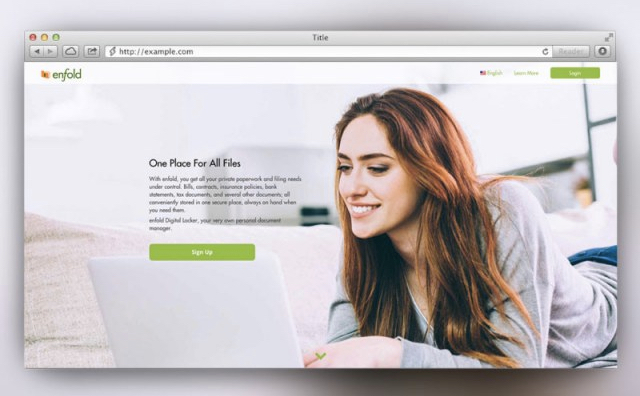 Title
http://example.com
Reader
enfold
English
Learn More
Login
One Place For All Files
With enfold, you get all your private paperwork and filing needs
under control. Bills, contracts, insurance policies, bank
statements, tax documents, and several other documents; all
conveniently stored in one secure place, always on hand when
you need them.
enfold Digital Locker, your very own personal document
manager.
Sign Up